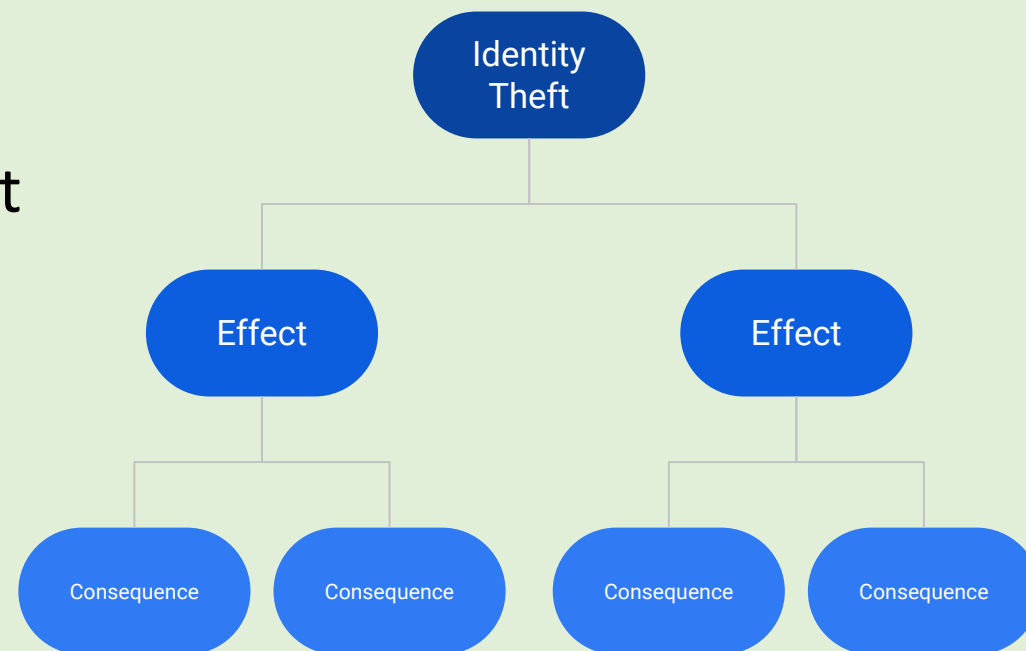 Identity
Theft
t
Effect
Effect
Consequence
Consequence
Consequence
Consequence